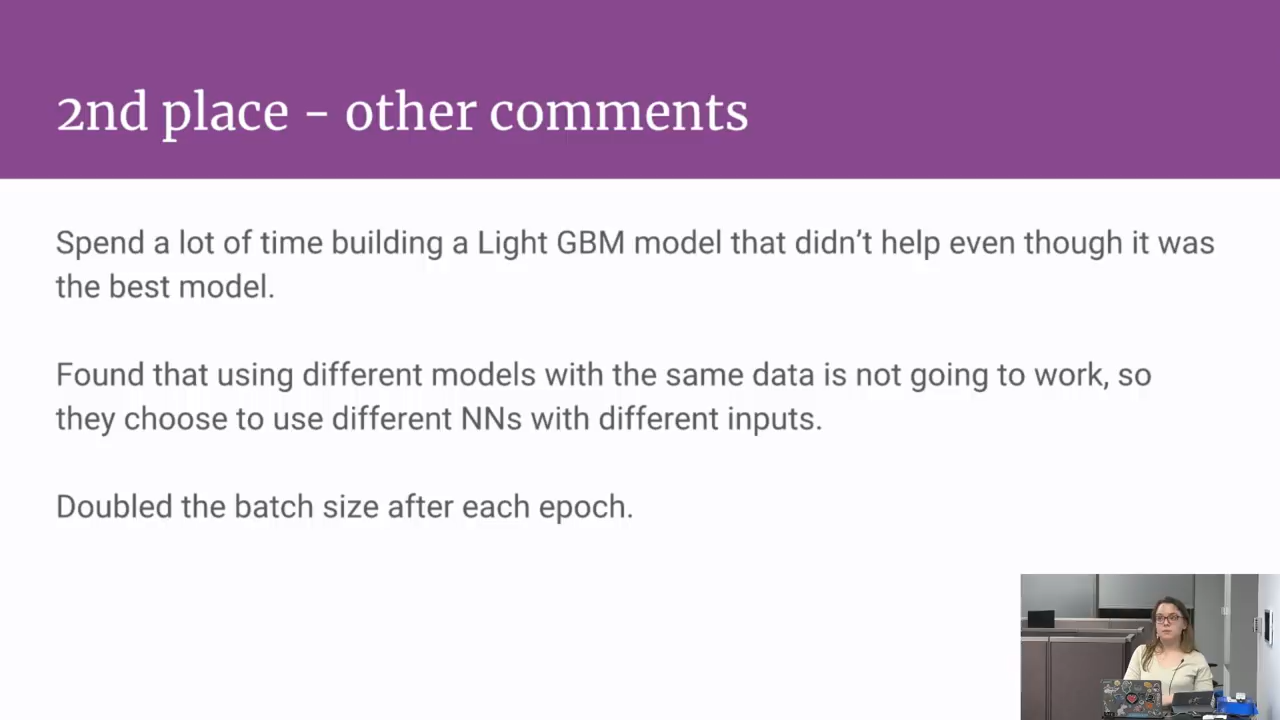 2nd place - other comments
Spend a lot of time building a Light GBM model that didn’t help even though it was
the best model.
Found that using different models with the same data is not going to work, so
they choose to use different NNs with different inputs.
Doubled the batch size after each epoch.